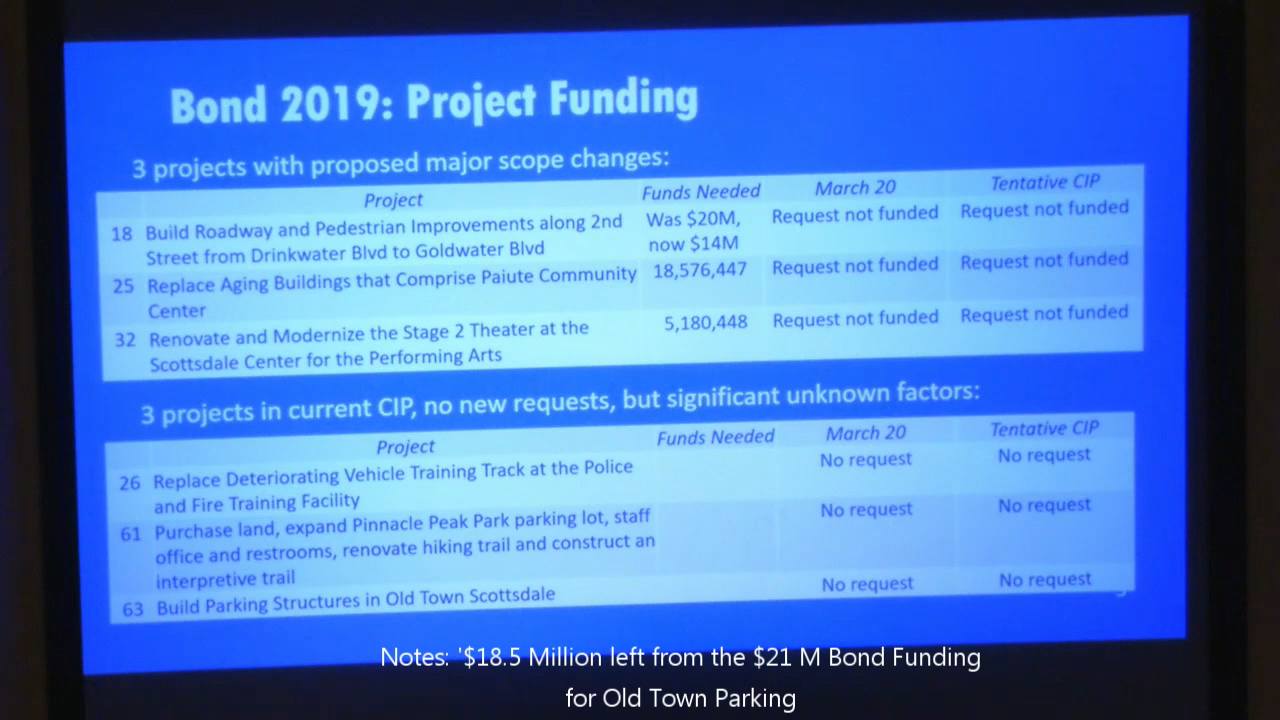 Bond 2019: Project Funding
3 projects with proposed major scope changes:
Project Funds Needed March 20 Tentative CIP
18 Build Roadway and Pedestrian Improvements along 2nd Was $20M, Request not funded Request not funded
Street from Drinkwater Blvd to Goldwater Blvd now $14M
25 Replace Aging Buildings that Comprise Paiute Community 18,576,447 Request not funded Request not funded
Center
32 Renovate and Modernize the Stage 2 Theater at the 5,180,448 Request not funded Request not funded
Scottsdale Center for the Performing Arts
3 projects in current CIP, no new requests, but significant unknown factors:
Project Funds Needed March 20 Tentative CIP
26 Replace Deteriorating Vehicle Training Track at the Police No request No request
and Fire Training Facility
61 Purchase land, expand Pinnacle Peak Park parking lot, staff No request No request
office and restrooms, renovate hiking trail and construct an
interpretive trail
63 Build Parking Structures in Old Town Scottsdale No request No request
Notes: '$18.5 Million left from the $21 M Bond Funding
for Old Town Parking